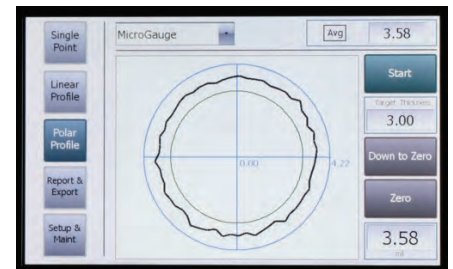 Single
Point
MicroGauge
Avg
3.58
Linear
Profile
Start
Target Thickness
3.00
Polar
Profile
0.00
4.22
Down to Zero
Report &
Export
Zero
Setup &
Maint
3.58
mil